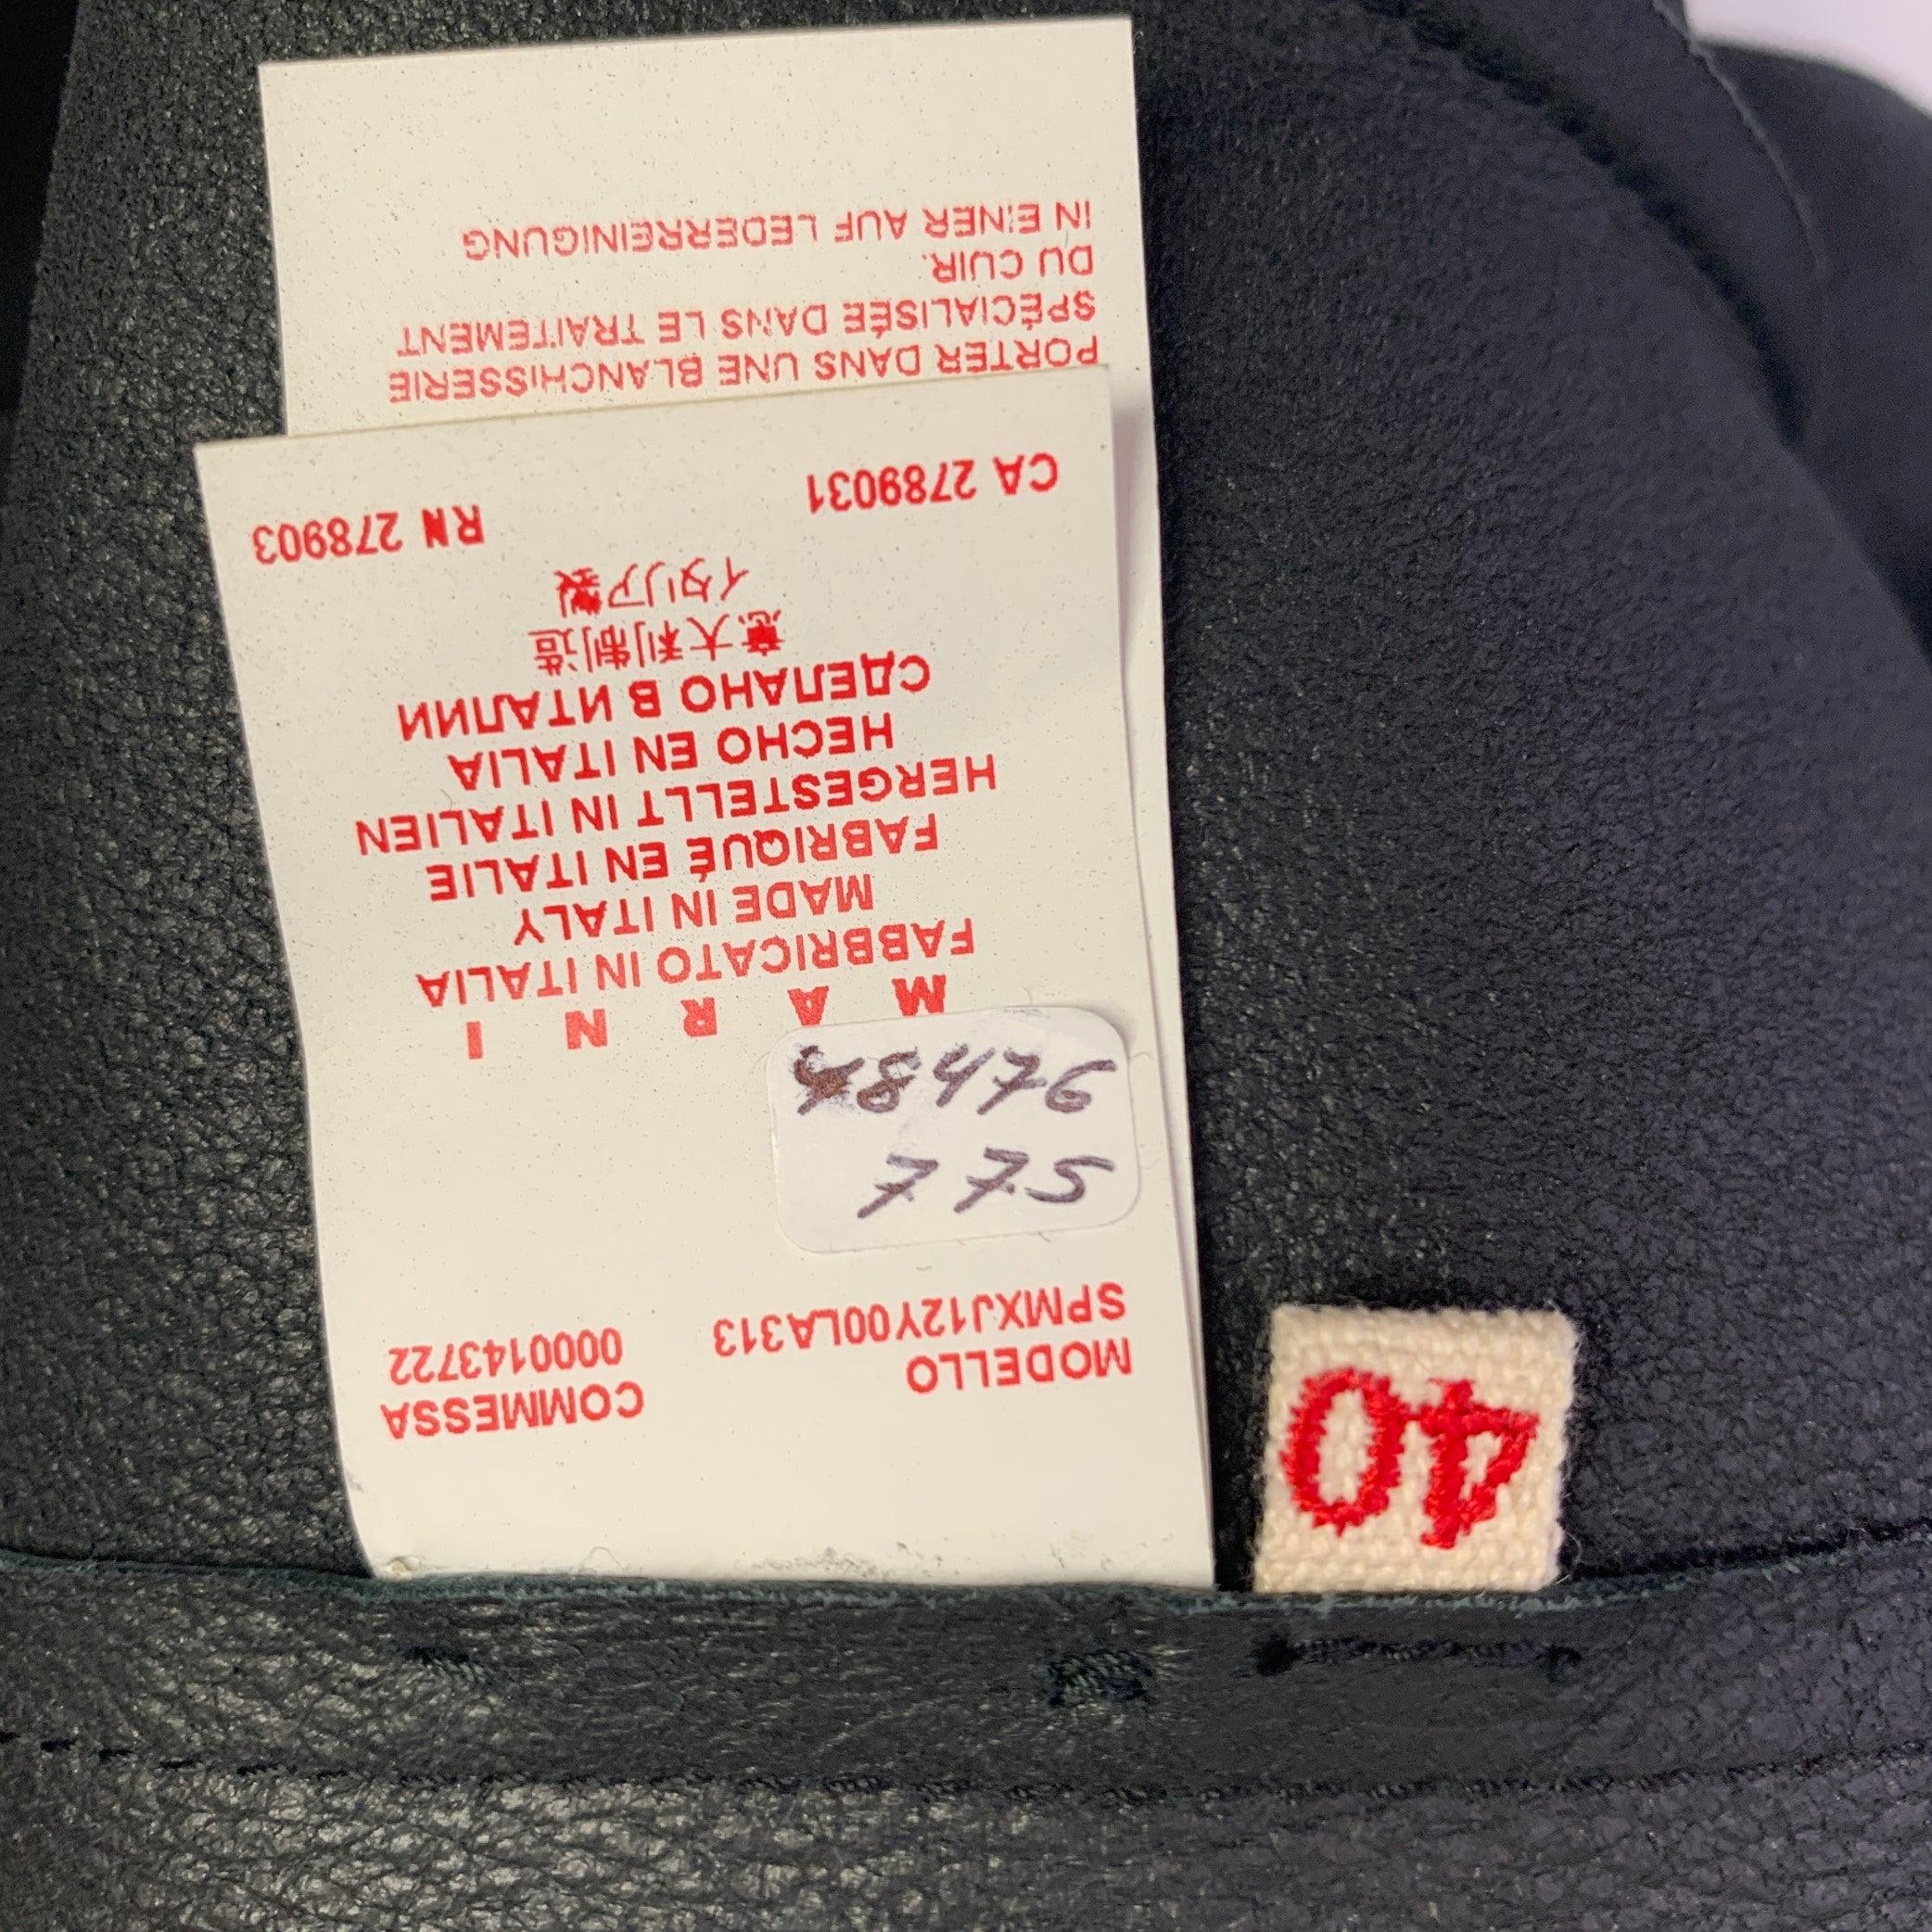 MODELLO COMMESSA
SPMXJ12Y00LA313 0000143722
775
M A R N I
FABBRICATO IN ITALIA
MADE IN ITALY
FABRIQUÉ EN ITALIE
HERGESTELLT IN ITALIEN
HECHO EN ITALIA
СДЕЛАНО В ИТАЛИИ
意大利制造
イタリア製
CA 2789031 RN 278903
PORTER DANS UNE BLANCHISSERIE
SPÉCIALISÉE DANS LE TRAITEMENT
DU CUIR.
IN EINER AUF LEDERREINIGUNG
40